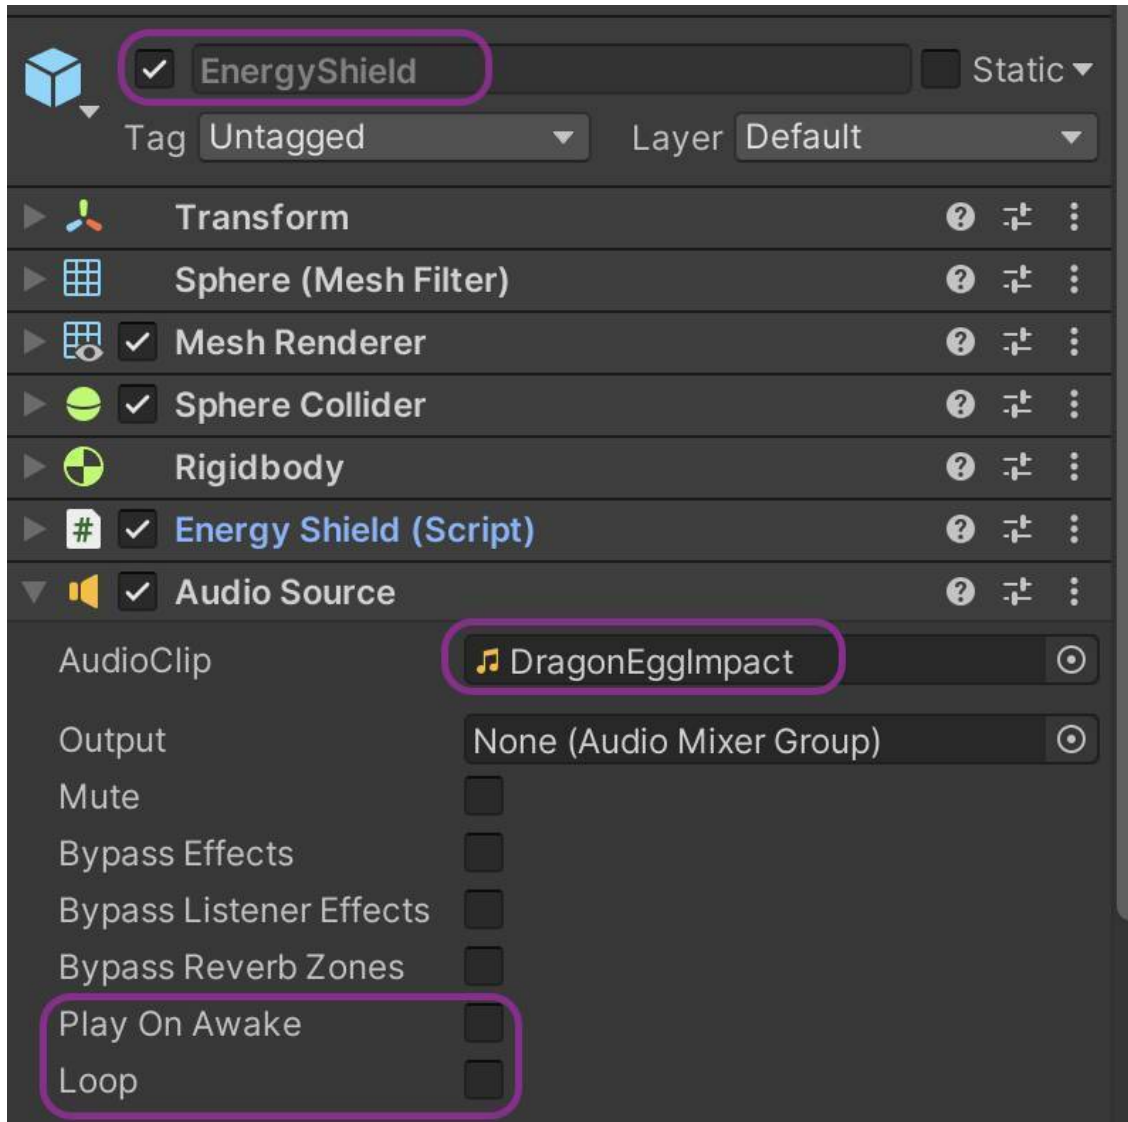 EnergyShield Static
Tag Untagged Layer Default
Transform
Sphere (Mesh Filter)
Mesh Renderer
Sphere Collider
Rigidbody
# Energy Shield (Script)
Audio Source
AudioClip DragonEggImpact
Output None (Audio Mixer Group)
Mute
Bypass Effects
Bypass Listener Effects
Bypass Reverb Zones
Play On Awake
Loop